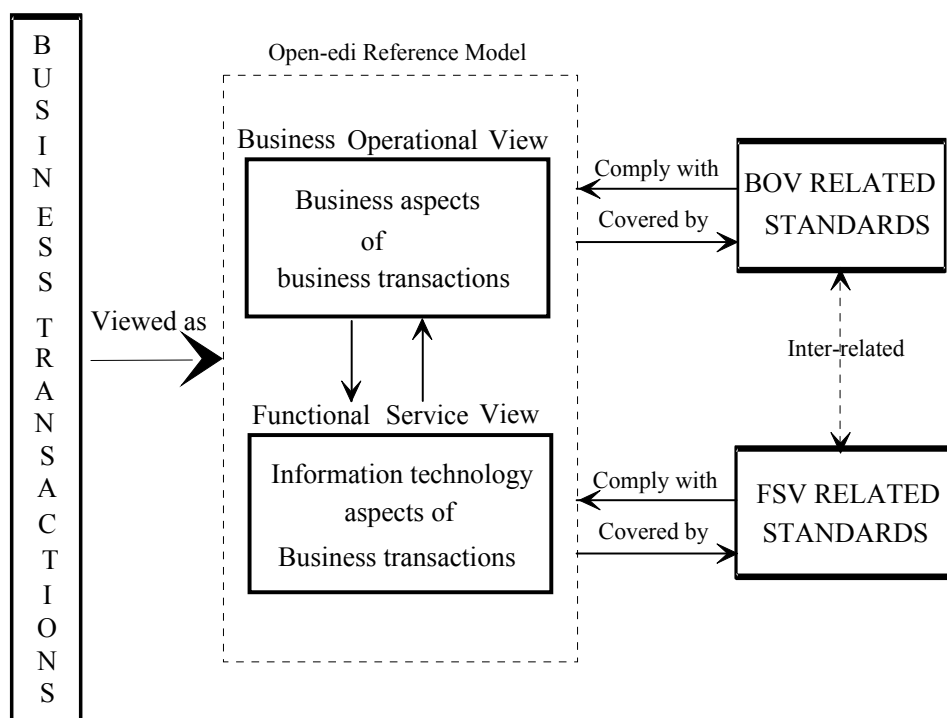 BUSINESS TRANSACTIONS
Open-edi Reference Model
Business Operational View
Business aspects
of
business transactions
Viewed as
Functional Service View
Information technology
aspects of
Business transactions
Comply with
Covered by
BOV RELATED
STANDARDS
Inter-related
Comply with
Covered by
FSV RELATED
STANDARDS